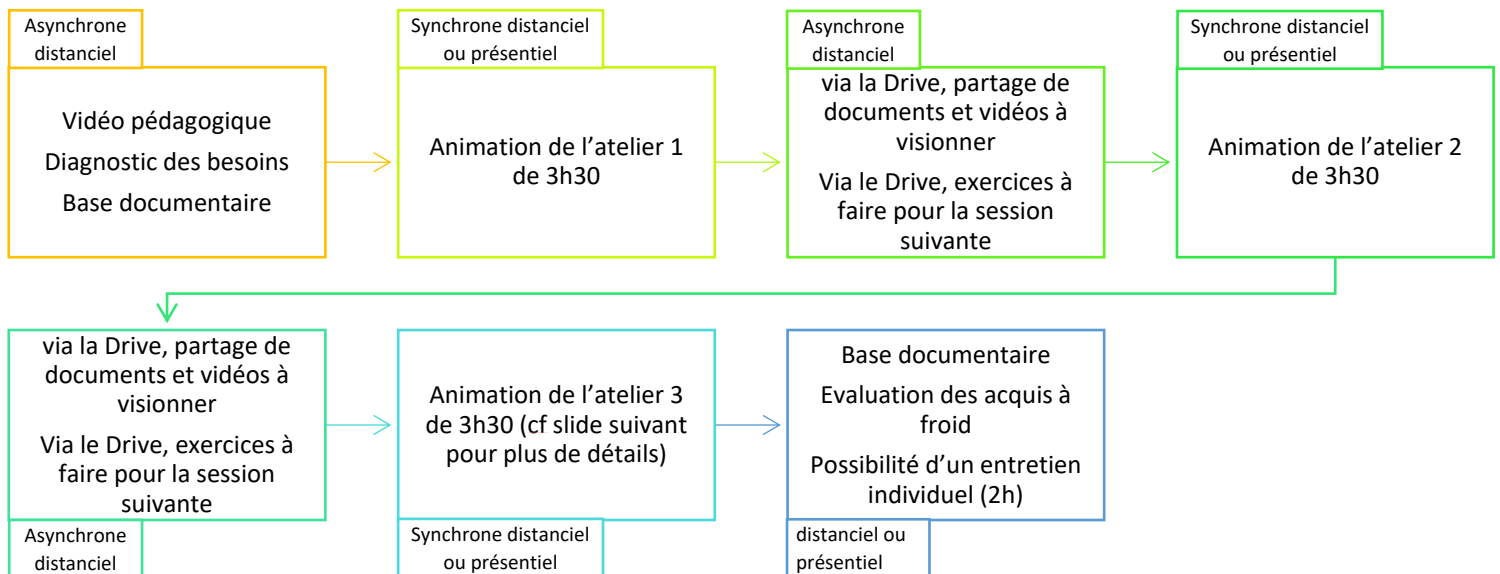 Asynchrone
distanciel
Vidéo pédagogique
Diagnostic des besoins
Base documentaire
Synchrone distanciel
ou présentiel
Animation de l’atelier 1
de 3h30
Asynchrone
distanciel
via la Drive, partage de
documents et vidéos à
visionner
Via le Drive, exercices à
faire pour la session
suivante
Synchrone distanciel
ou présentiel
Animation de l’atelier 2
de 3h30
via la Drive, partage de
documents et vidéos à
visionner
Via le Drive, exercices à
faire pour la session
suivante
Asynchrone
distanciel
Animation de l’atelier 3
de 3h30 (cf slide suivant
pour plus de détails)
Synchrone distanciel
ou présentiel
Base documentaire
Evaluation des acquis à
froid
Possibilité d’un entretien
individuel (2h)
distanciel ou
présentiel